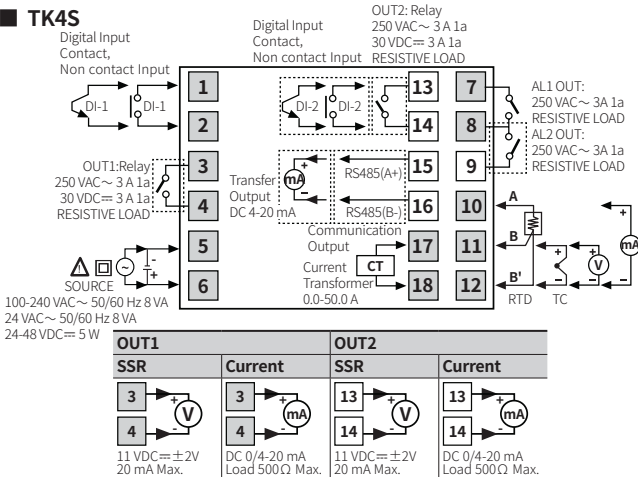 ■ TK4S
Digital Input
Contact,
Non contact Input
DI-1
DI-1
OUT1:Relay
250 VAC～ 3 A 1a
30 VDC⎓ 3 A 1a
RESISTIVE LOAD
SOURCE
100-240 VAC～ 50/60 Hz 8 VA
24 VAC～ 50/60 Hz 8 VA
24-48 VDC⎓ 5 W
1
2
3
4
5
6
Digital Input
Contact,
Non contact Input
DI-2
DI-2
OUT2: Relay
250 VAC～ 3 A 1a
30 VDC⎓ 3 A 1a
RESISTIVE LOAD
Transfer
Output
DC 4-20 mA
mA
RS485(A+)
RS485(B-)
Communication
Output
Current
Transformer
0.0-50.0 A
CT
13
14
15
16
17
18
7
8
9
10
11
12
AL1 OUT:
250 VAC～ 3A 1a
RESISTIVE LOAD
AL2 OUT:
250 VAC～ 3A 1a
RESISTIVE LOAD
A
B
B'
RTD
TC
+
-
+
V
-
+
mA
-
OUT1
OUT2
SSR
Current
SSR
Current
3
4
+
V
-
3
4
+
mA
-
13
14
+
V
-
13
14
+
mA
-
11 VDC⎓ ±2V
20 mA Max.
DC 0/4-20 mA
Load 500Ω Max.
11 VDC⎓ ±2V
20 mA Max.
DC 0/4-20 mA
Load 500Ω Max.